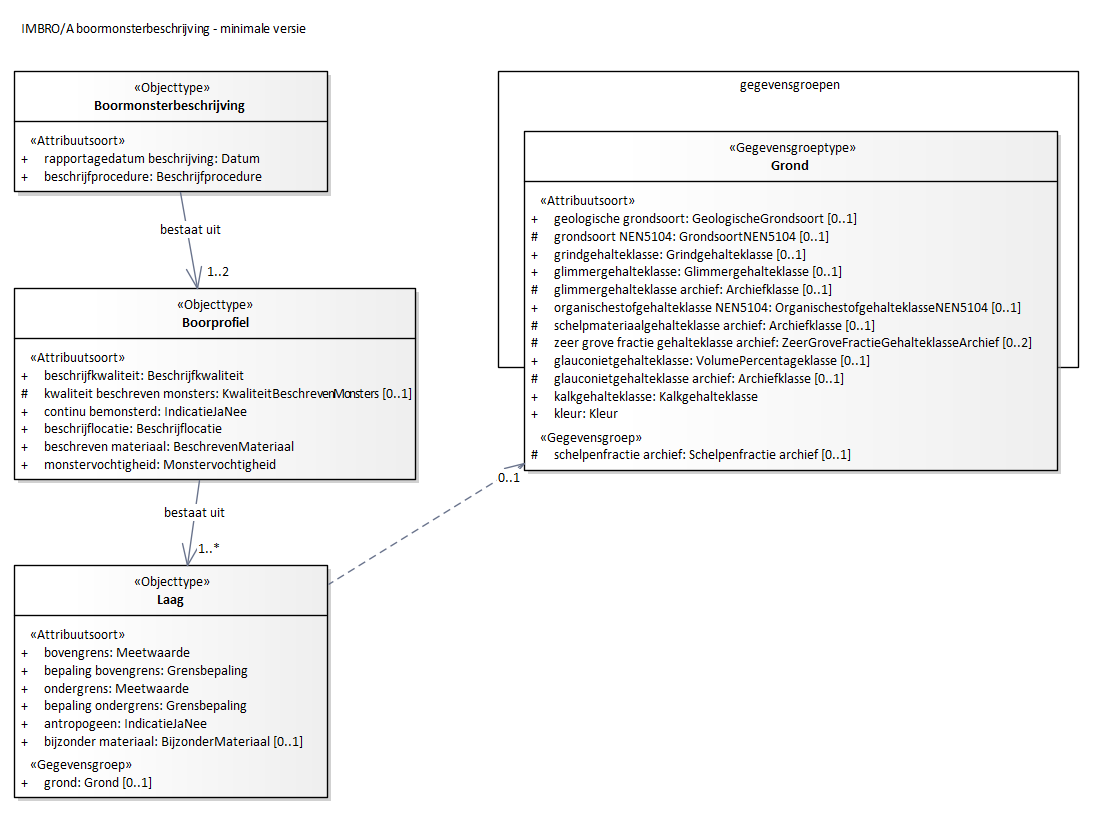 IMBRO/A boormonsterbeschrijving - minimale versie
«Objecttype»
Boormonsterbeschrijving
«Attribuutsoort»
+ rapportagedatum beschrijving: Datum
+ beschrijfprocedure: Beschrijfprocedure
bestaat uit
1..2
«Objecttype»
Boorprofiel
«Attribuutsoort»
+ beschrijfkwaliteit: Beschrijfkwaliteit
# kwaliteit beschreven monsters: KwaliteitBeschrevenMonsters [0..1]
+ continu bemonsterd: IndicatieJaNee
+ beschrijflocatie: Beschrijflocatie
+ beschreven materiaal: BeschrevenMateriaal
+ monstervochtigheid: Monstervochtigheid
bestaat uit
1..*
«Objecttype»
Laag
«Attribuutsoort»
+ bovengrens: Meetwaarde
+ bepaling bovengrens: Grensbepaling
+ ondergrens: Meetwaarde
+ bepaling ondergrens: Grensbepaling
+ antropogeen: IndicatieJaNee
+ bijzonder materiaal: BijzonderMateriaal [0..1]
«Gegevensgroep»
+ grond: Grond [0..1]
gegevensgroepen
«Gegevensgroeptype»
Grond
«Attribuutsoort»
+ geologische grondsoort: GeologischeGrondsoort [0..1]
# grondsoort NEN5104: GrondsoortNEN5104 [0..1]
+ grindgehalteklasse: Grindgehalteklasse [0..1]
+ glimmergehalteklasse: Glimmergehalteklasse [0..1]
# glimmergehalteklasse archief: Archiefklasse [0..1]
+ organischestofgehalteklasse NEN5104: OrganischestofgehalteklasseNEN5104 [0..1]
# schelpmateriaalgehalteklasse archief: Archiefklasse [0..1]
# zeer grove fractie gehalteklasse archief: ZeerGroveFractieGehalteklasseArchief [0..2]
+ glauconietgehalteklasse: VolumePercentageklasse [0..1]
# glauconietgehalteklasse archief: Archiefklasse [0..1]
+ kalkgehalteklasse: Kalkgehalteklasse
+ kleur: Kleur
«Gegevensgroep»
# schelpenfractie archief: Schelpenfractie archief [0..1]
0..1